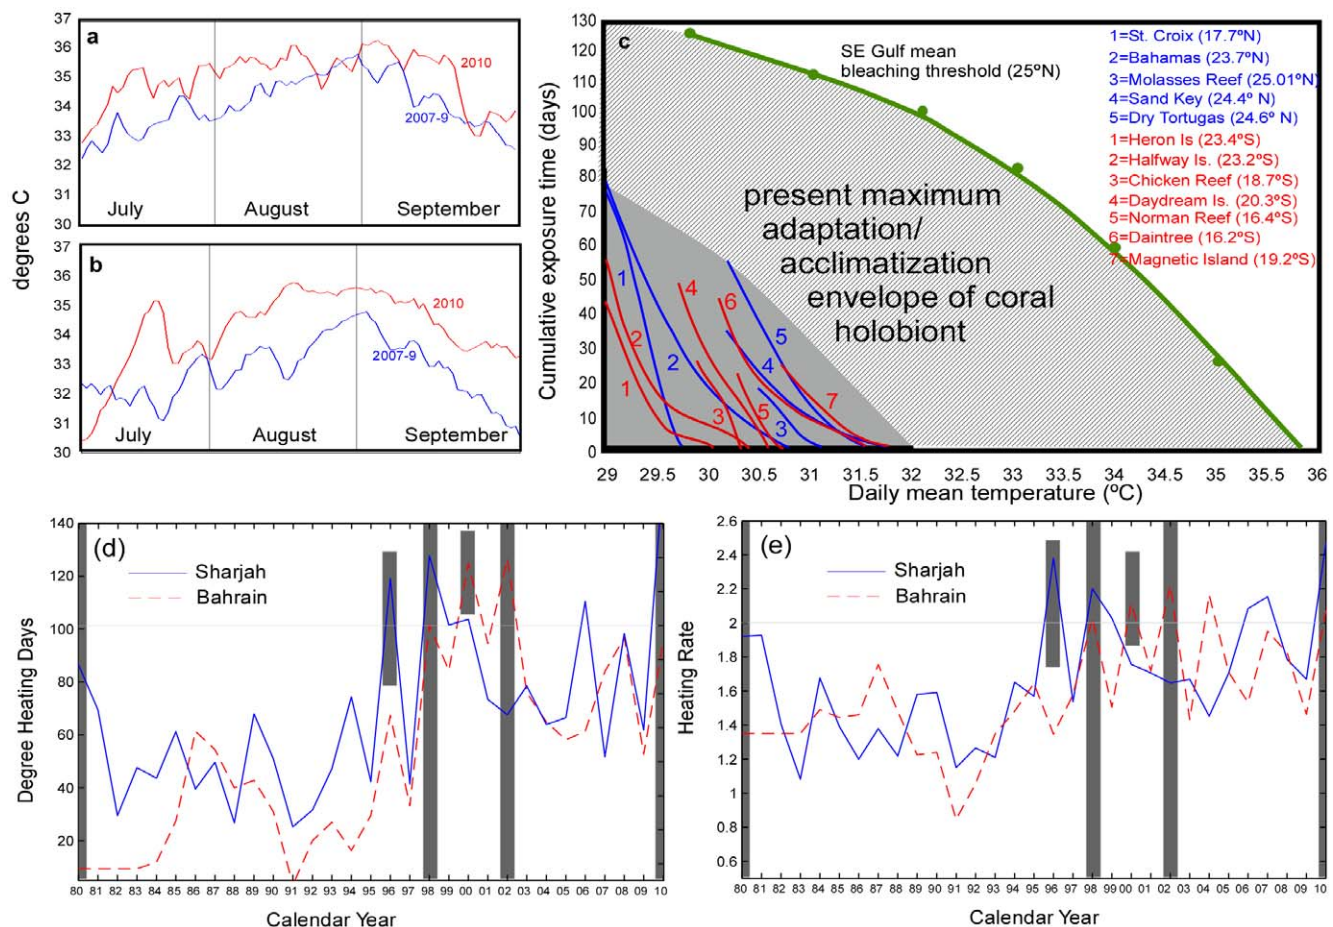 37
36
35
34
33
32
31
30
a
2010
2007-9
July
August
September
degrees C
37
36
35
34
33
32
31
30
b
2010
2007-9
July
August
September
130
120
110
100
90
80
70
60
50
40
30
20
10
0
Cumulative exposure time (days)
c
SE Gulf mean
bleaching threshold (25ºN)
1=St. Croix (17.7ºN)
2=Bahamas (23.7ºN)
3=Molasses Reef (25.01ºN)
4=Sand Key (24.4º N)
5=Dry Tortugas (24.6º N)
1=Heron Is (23.4ºS)
2=Halfway Is. (23.2ºS)
3=Chicken Reef (18.7ºS)
4=Daydream Is. (20.3ºS)
5=Norman Reef (16.4ºS)
6=Daintree (16.2ºS)
7=Magnetic Island (19.2ºS)
present maximum
adaptation/
acclimatization
envelope of coral
holobiont
1
2
1
2
4
6
5
4
3
5
3
7
29 29.5 30 30.5 31 31.5 32 32.5 33 33.5 34 34.5 35 35.5 36
Daily mean temperature (ºC)
140
120
100
80
60
40
20
Degree Heating Days
(d)
Sharjah
Bahrain
80 81 82 83 84 85 86 87 88 89 90 91 92 93 94 95 96 97 98 99 00 01 02 03 04 05 06 07 08 09 10
Calendar Year
2.6
2.4
2.2
2
1.8
1.6
1.4
1.2
1
0.8
0.6
Heating Rate
(e)
Sharjah
Bahrain
80 81 82 83 84 85 86 87 88 89 90 91 92 93 94 95 96 97 98 99 00 01 02 03 04 05 06 07 08 09 10
Calendar Year